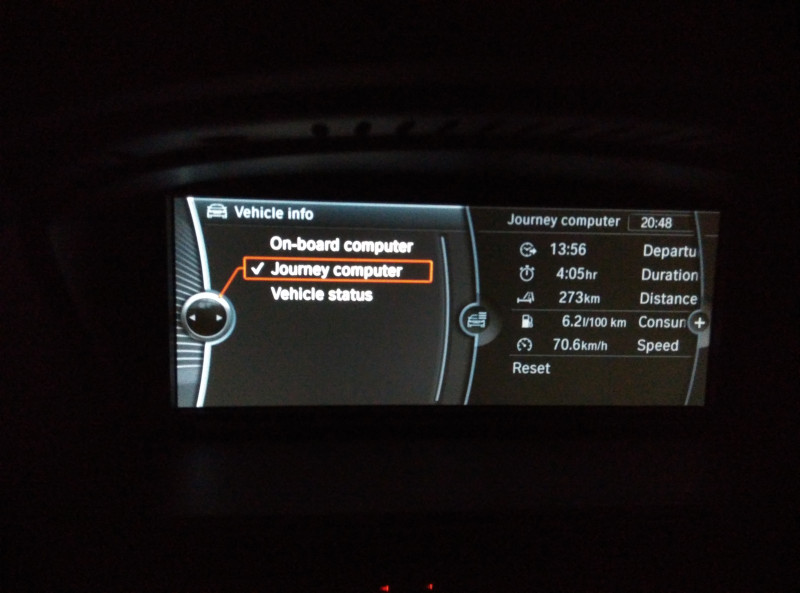 Vehicle info
On-board computer
Journey computer
Vehicle status
Journey computer 20:48
13:56 Departu
4:05hr Duration
273km Distance
6.2l/100 km Consun
70.6km/h Speed
Reset